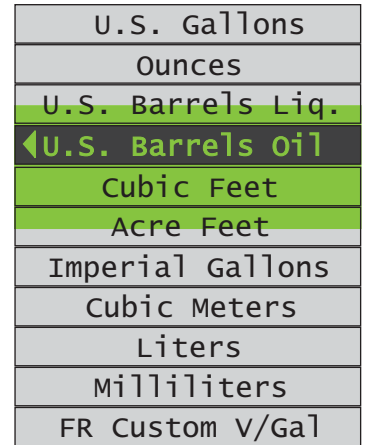 U.S. Gallons
Ounces
U.S. Barrels Liq.
U.S. Barrels Oil
Cubic Feet
Acre Feet
Imperial Gallons
Cubic Meters
Liters
Milliliters
FR Custom V/Gal